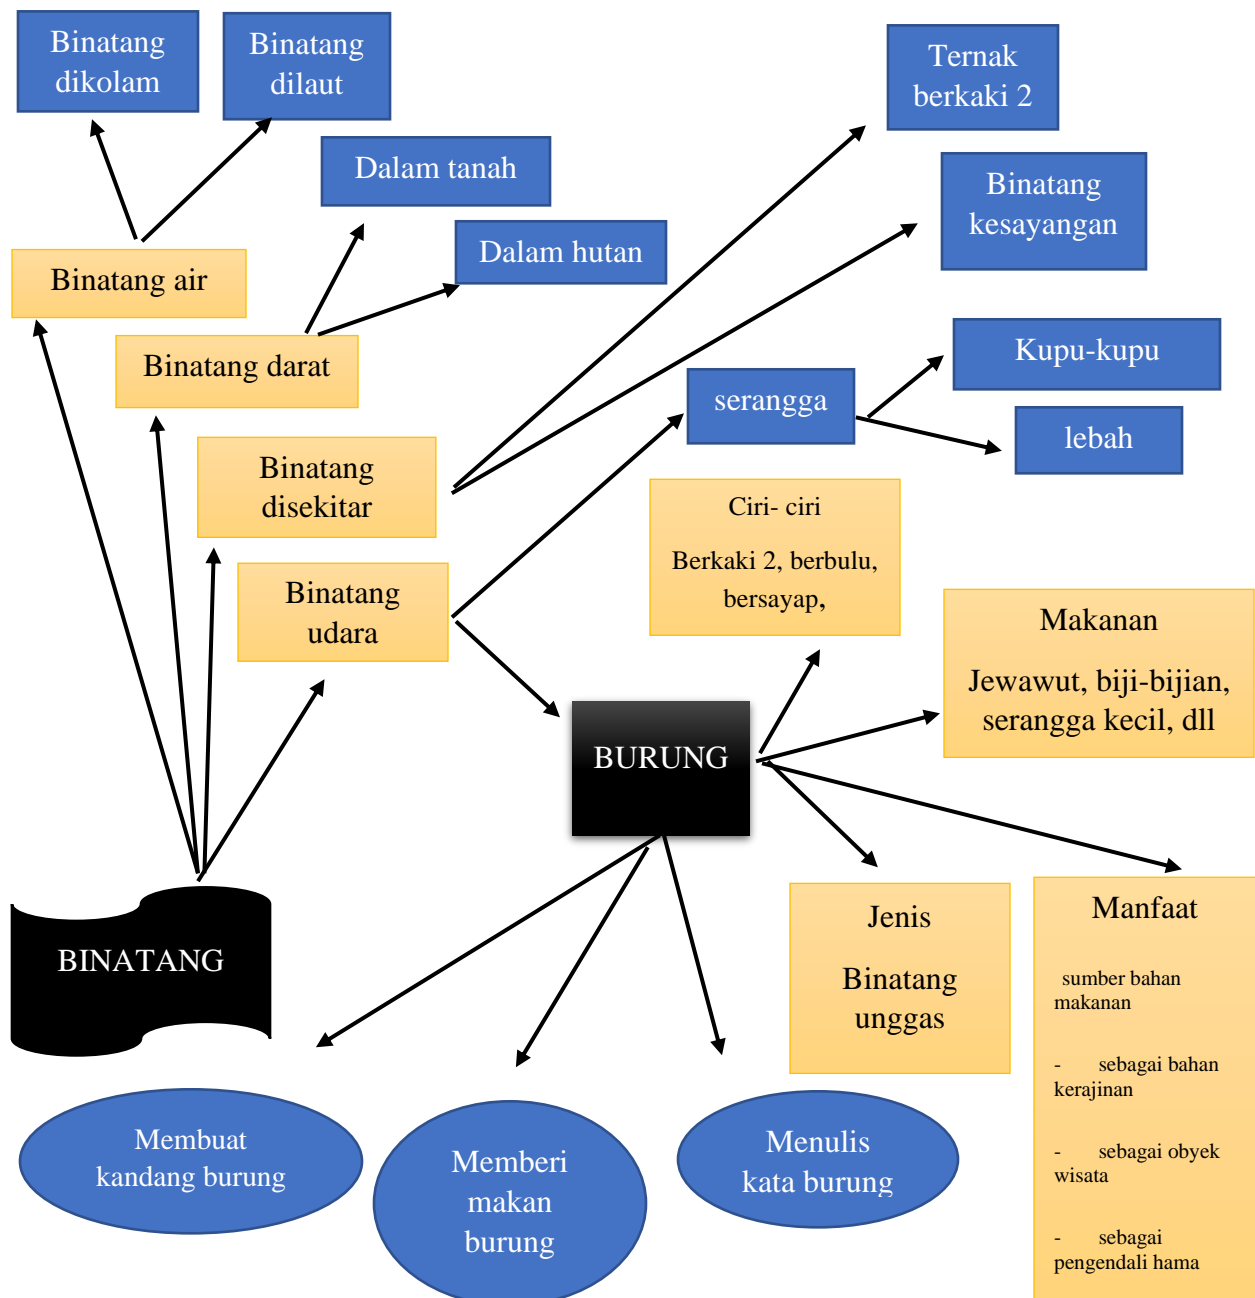 Binatang
dikolam
Binatang
dilaut
Ternak
berkaki 2
Dalam tanah
Binatang
kesayangan
Dalam hutan
Binatang air
Binatang darat
Kupu-kupu
serangga
lebah
Binatang
disekitar
Ciri- ciri
Berkaki 2, berbulu,
bersayap,
Binatang
udara
Makanan
Jewawut, biji-bijian,
serangga kecil, dll
BURUNG
BINATANG
Jenis
Binatang
unggas
Manfaat
sumber bahan
makanan
- sebagai bahan
kerajinan
- sebagai obyek
wisata
- sebagai
pengendali hama
Membuat
kandang burung
Memberi
makan
burung
Menulis
kata burung